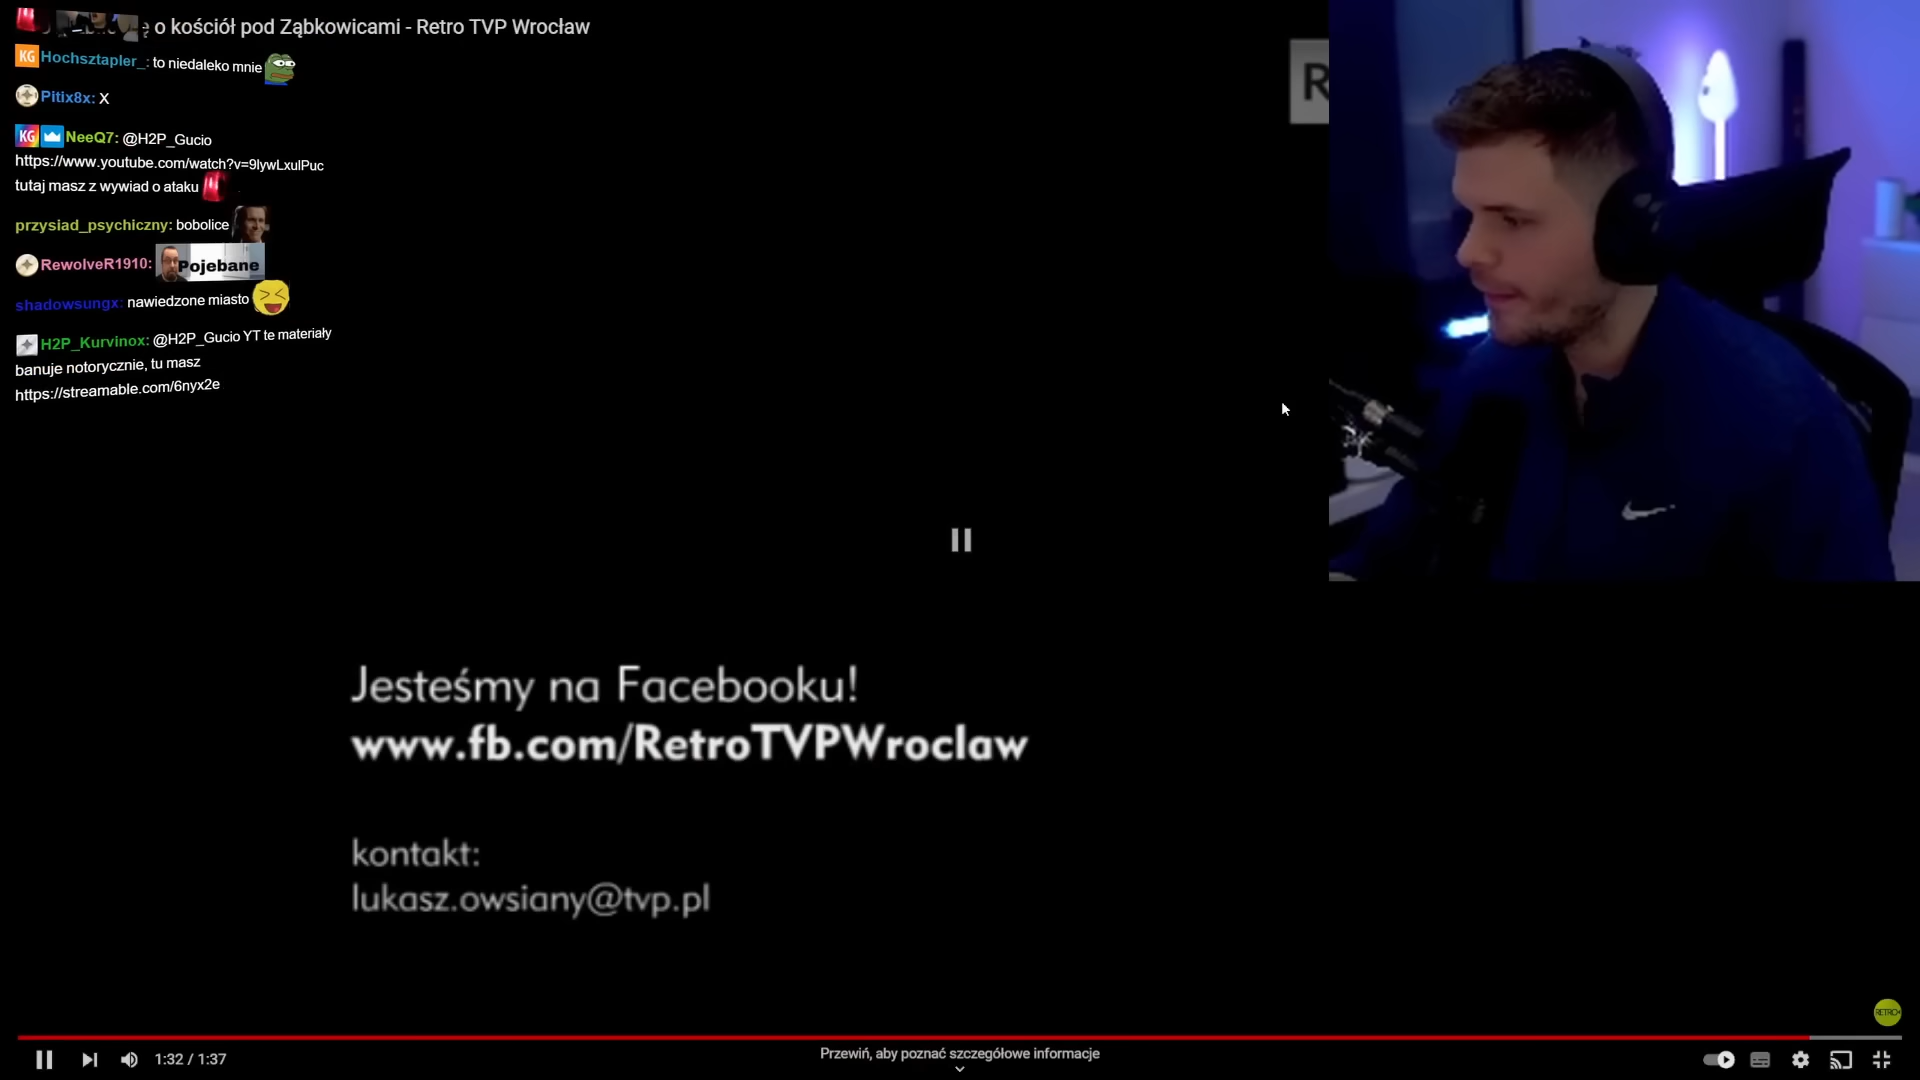 o kościół pod Ząbkowicami - Retro TVP Wrocław
KG Hochsztapler_: to niedaleko mnie
Pitix8x: X
KG NeeQ7: @H2P_Gucio
https://www.youtube.com/watch?v=9lywLxulPuc
tutaj masz z wywiad o ataku
przysiad_psychiczny: bobolice
RewolveR1910: Pojebane
shadowsungx: nawiedzone miasto
H2P_Kurvinox: @H2P_Gucio YT te materiały
banuje notorycznie, tu masz
https://streamable.com/6nyx2e
R
Jesteśmy na Facebooku!
www.fb.com/RetroTVPWroclaw
kontakt:
lukasz.owsiany@tvp.pl
RETRO
1:32 / 1:37
Przewiń, aby poznać szczegółowe informacje